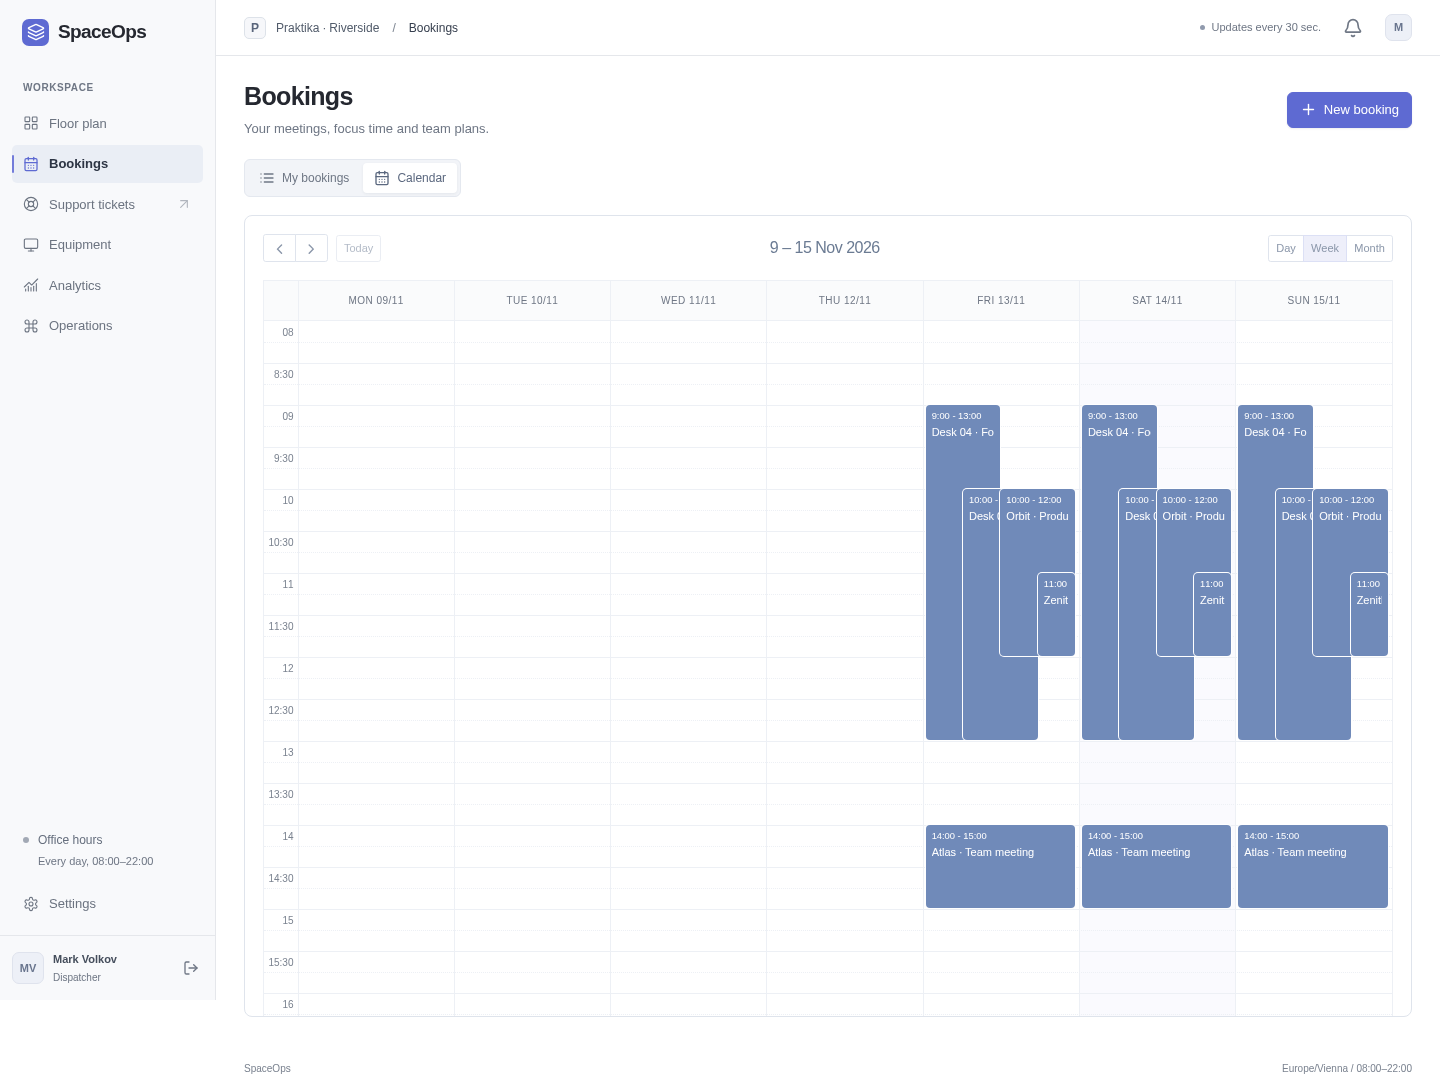 SpaceOps
WORKSPACE
Floor plan
Bookings
Support tickets
Equipment
Analytics
Operations
Office hours
Every day, 08:00–22:00
Settings
MV
Mark Volkov
Dispatcher
P Praktika · Riverside / Bookings
Updates every 30 sec.
M
Bookings
Your meetings, focus time and team plans.
New booking
My bookings
Calendar
Today
9 – 15 Nov 2026
Day Week Month
MON 09/11 TUE 10/11 WED 11/11 THU 12/11 FRI 13/11 SAT 14/11 SUN 15/11
08
8:30
09
9:00 - 13:00 9:00 - 13:00 9:00 - 13:00
Desk 04 · Fo Desk 04 · Fo Desk 04 · Fo
9:30
10
10:00 - 10:00 - 12:00 10:00 - 10:00 - 12:00 10:00 - 10:00 - 12:00
Desk Orbit · Produ Desk Orbit · Produ Desk Orbit · Produ
10:30
11
11:00 11:00 11:00
Zenit Zenit Zenit
11:30
12
12:30
13
13:30
14
14:00 - 15:00 14:00 - 15:00 14:00 - 15:00
Atlas · Team meeting Atlas · Team meeting Atlas · Team meeting
14:30
15
15:30
16
SpaceOps
Europe/Vienna / 08:00–22:00